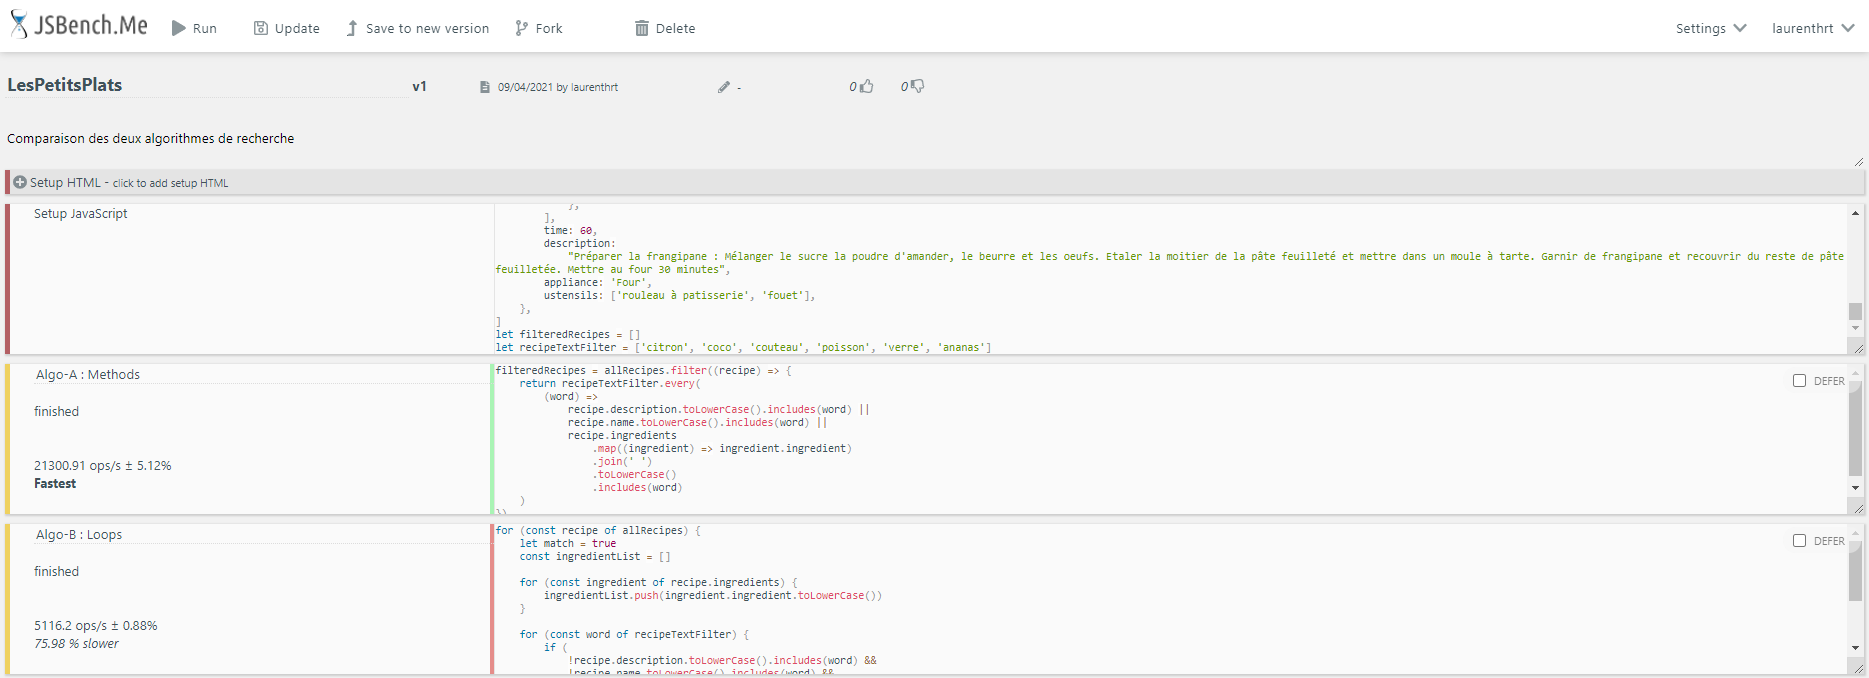 JSBench.Me Run Update Save to new version Fork Delete Settings laurenthrt
LesPetitsPlats v1 09/04/2021 by laurenthrt - 0 0
Comparaison des deux algorithmes de recherche
Setup HTML - click to add setup HTML
Setup JavaScript
},
],
time: 60,
description:
"Préparer la frangipane : Mélanger le sucre la poudre d'amander, le beurre et les oeufs. Etaler la moitier de la pâte feuilleté et mettre dans un moule à tarte. Garnir de frangipane et recouvrir du reste de pâte
feuilletée. Mettre au four 30 minutes",
appliance: 'Four',
ustensils: ['rouleau à patisserie', 'fouet'],
},
]
let filteredRecipes = []
let recipeTextFilter = ['citron', 'coco', 'couteau', 'poisson', 'verre', 'ananas']
Algo-A : Methods
finished
21300.91 ops/s ± 5.12%
Fastest
filteredRecipes = allRecipes.filter((recipe) => {
return recipeTextFilter.every(
(word) =>
recipe.description.toLowerCase().includes(word) ||
recipe.name.toLowerCase().includes(word) ||
recipe.ingredients
.map((ingredient) => ingredient.ingredient)
.join(' ')
.toLowerCase()
.includes(word)
)
})
DEFER
Algo-B : Loops
finished
5116.2 ops/s ± 0.88%
75.98 % slower
for (const recipe of allRecipes) {
let match = true
const ingredientList = []
for (const ingredient of recipe.ingredients) {
ingredientList.push(ingredient.ingredient.toLowerCase())
}
for (const word of recipeTextFilter) {
if (
!recipe.description.toLowerCase().includes(word) &&
!recipe.name.toLowerCase().includes(word) &&
DEFER